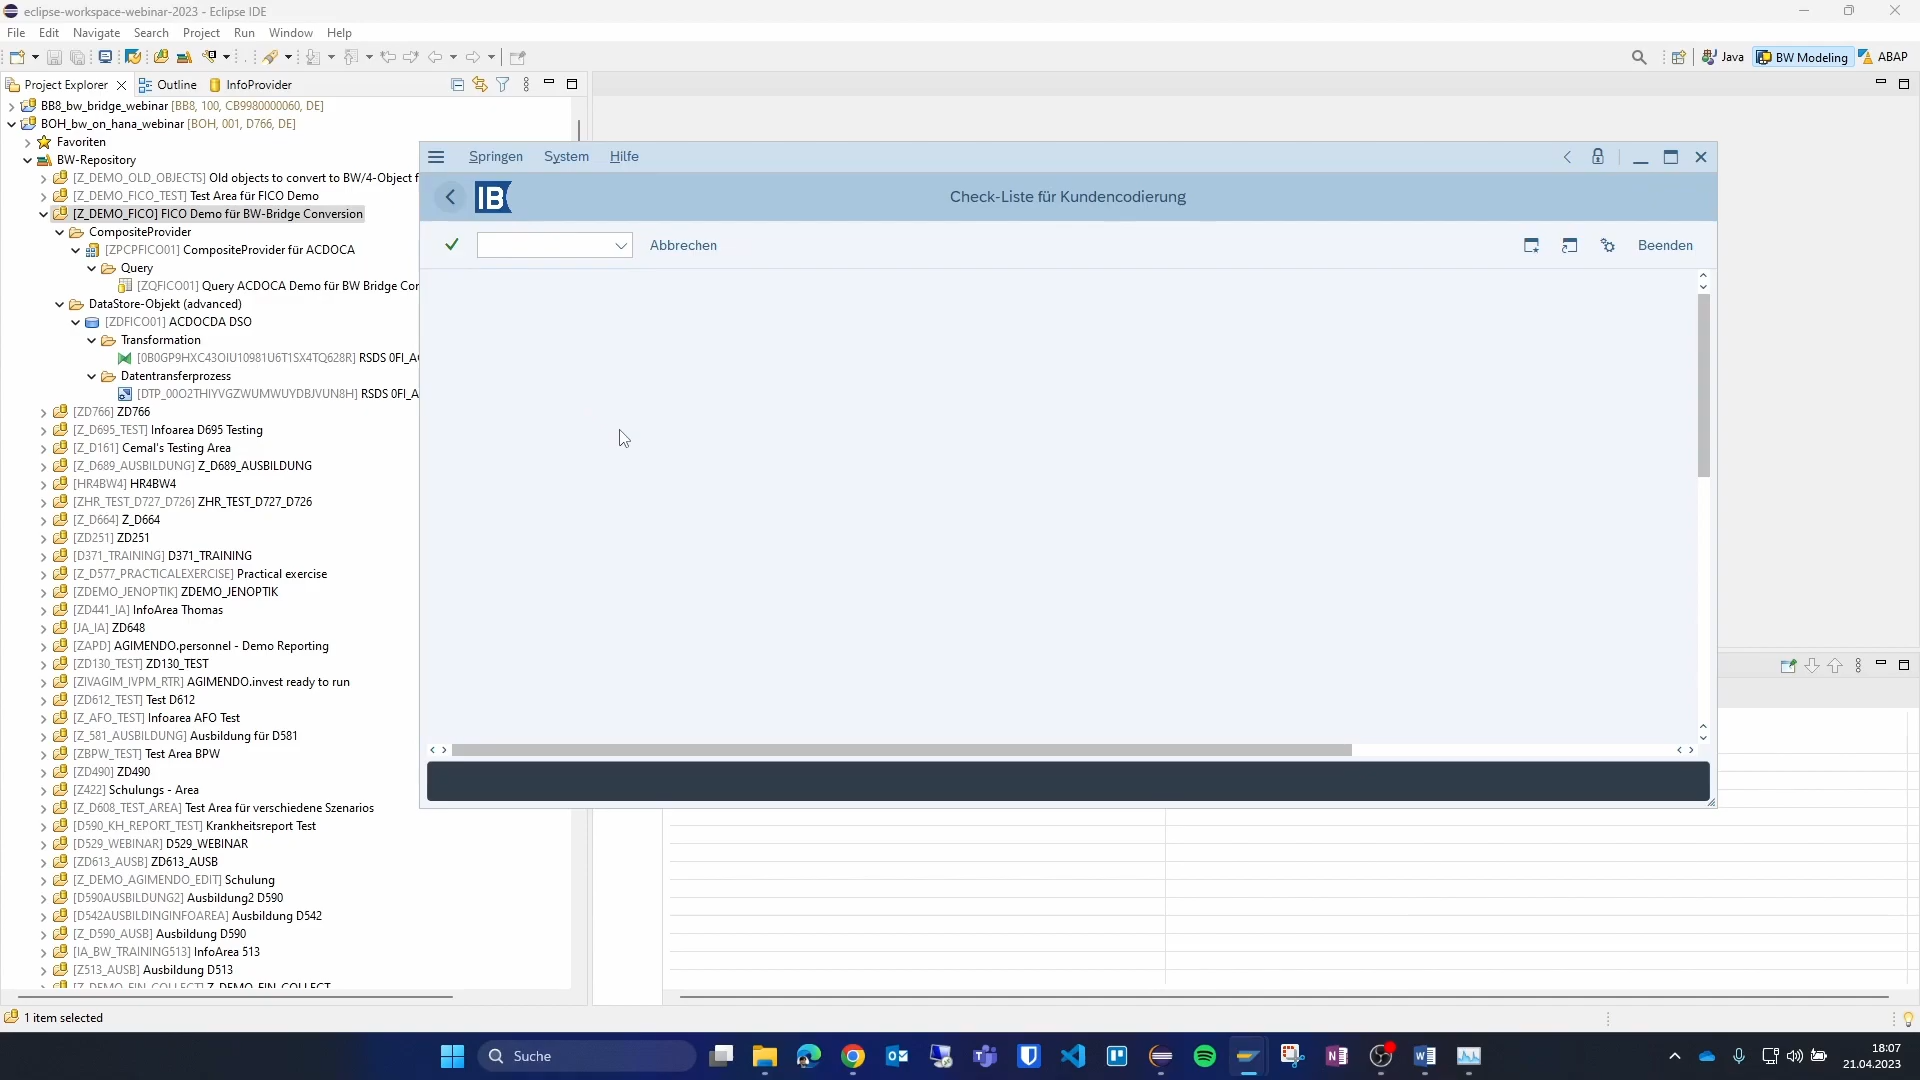 eclipse-workspace-webinar-2023 - Eclipse IDE
File Edit Navigate Search Project Run Window Help
Java BW Modeling ABAP
Project Explorer Outline InfoProvider
BB8_bw_bridge_webinar [BB8, 100, CB9980000060, DE]
BOH_bw_on_hana_webinar [BOH, 001, D766, DE]
Favoriten
BW-Repository
[Z_DEMO_OLD_OBJECTS] Old objects to convert to BW/4-Object f
[Z_DEMO_FICO_TEST] Test Area für FICO Demo
[Z_DEMO_FICO] FICO Demo für BW-Bridge Conversion
CompositeProvider
[ZPCPFICO01] CompositeProvider für ACDOCA
Query
[ZQFICO01] Query ACDOCA Demo für BW Bridge Con
DataStore-Objekt (advanced)
[ZDFICO01] ACDOCDA DSO
Transformation
[0B0GP9HXC43OIU10981U6T1SX4TQ628R] RSDS 0FI_AC
Datentransferprozess
[DTP_00O2THIYVGZWUMWUYDBJVUN8H] RSDS 0FI_A
[ZD766] ZD766
[Z_D695_TEST] Infoarea D695 Testing
[Z_D161] Cemal's Testing Area
[Z_D689_AUSBILDUNG] Z_D689_AUSBILDUNG
[HR4BW4] HR4BW4
[ZHR_TEST_D727_D726] ZHR_TEST_D727_D726
[Z_D664] Z_D664
[ZD251] ZD251
[D371_TRAINING] D371_TRAINING
[Z_D577_PRACTICALEXERCISE] Practical exercise
[ZDEMO_JENOPTIK] ZDEMO_JENOPTIK
[ZD441_IA] InfoArea Thomas
[JA_IA] ZD648
[ZAPD] AGIMENDO.personnel - Demo Reporting
[ZD130_TEST] ZD130_TEST
[ZIVAGIM_IVPM_RTR] AGIMENDO.invest ready to run
[ZD612_TEST] Test D612
[Z_AFO_TEST] Infoarea AFO Test
[Z_581_AUSBILDUNG] Ausbildung für D581
[ZBPW_TEST] Test Area BPW
[ZD490] ZD490
[Z422] Schulungs - Area
[Z_D608_TEST_AREA] Test Area für verschiedene Szenarios
[D590_KH_REPORT_TEST] Krankheitsreport Test
[D529_WEBINAR] D529_WEBINAR
[ZD613_AUSB] ZD613_AUSB
[Z_DEMO_AGIMENDO_EDIT] Schulung
[D590AUSBILDUNG2] Ausbildung2 D590
[D542AUSBILDINGINFOAREA] Ausbildung D542
[Z_D590_AUSB] Ausbildung D590
[IA_BW_TRAINING513] InfoArea 513
[Z513_AUSB] Ausbildung D513
[Z_DEMO_FIN_COLLECT] Z_DEMO_FIN_COLLECT
1 item selected
Springen System Hilfe
IB Check-Liste für Kundencodierung
Abbrechen Beenden
Suche
18:07
21.04.2023